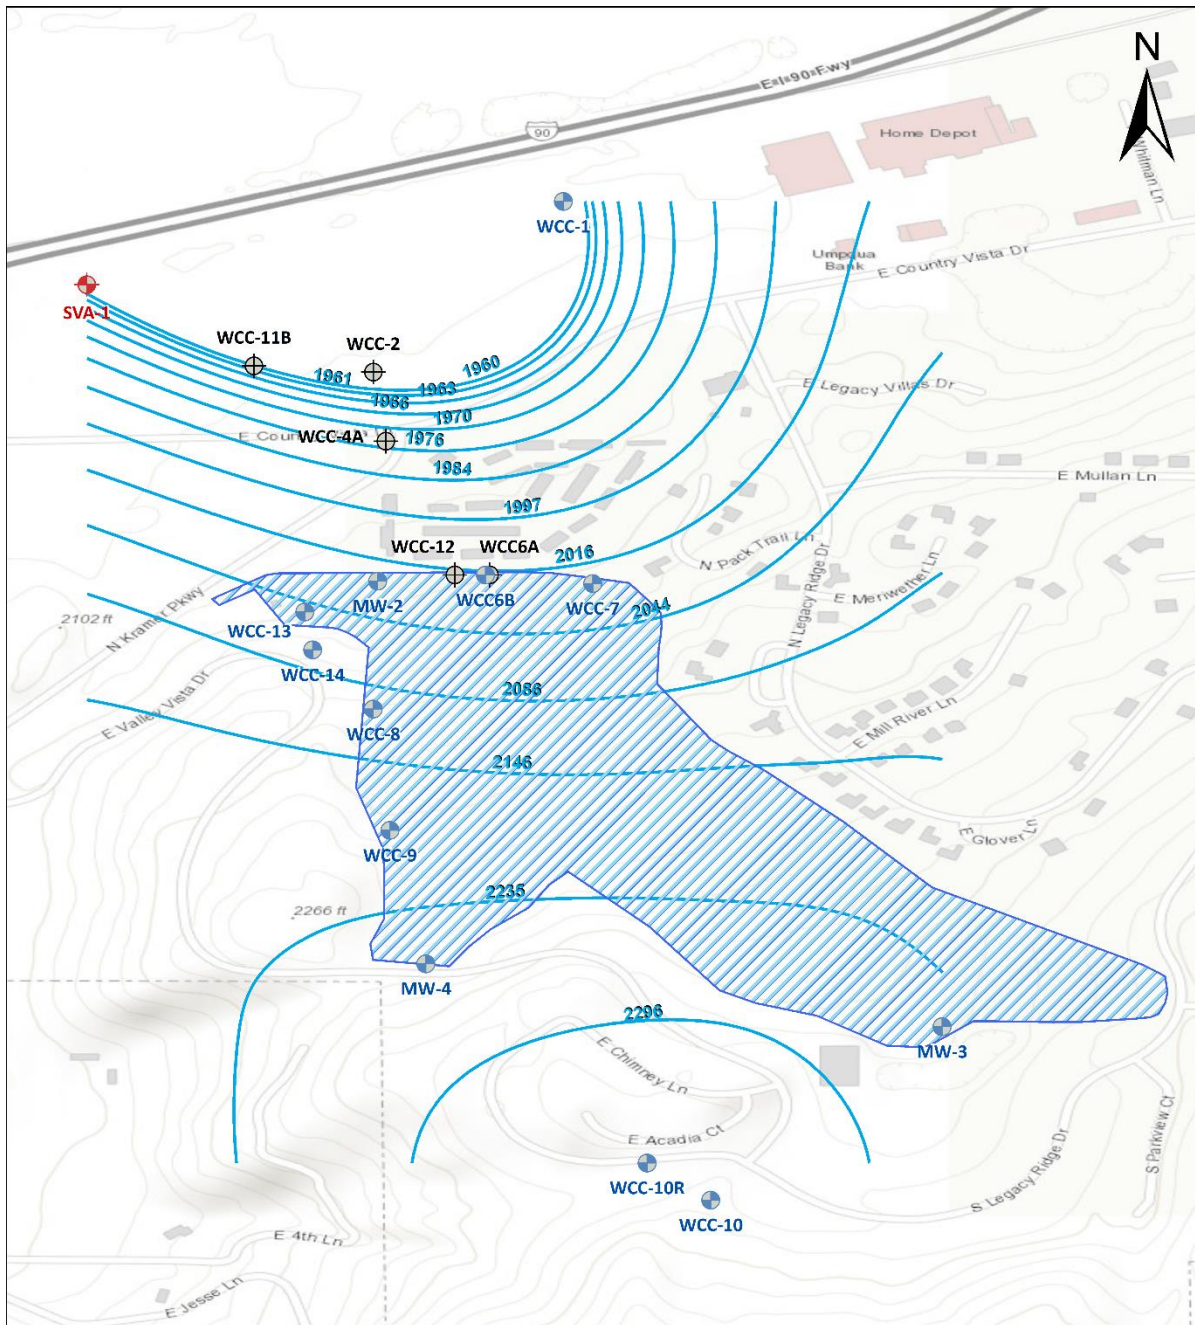 N
E I-90 Fwy
90
Home Depot
Whitman Ln
WCC-1
Umpqua
Bank
E Country Vista Dr
SVA-1
WCC-11B
WCC-2
1960
1961
1963
1966
1970
E Legacy Villas Dr
E Coun
WCC-4A
1976
1984
E Mullan Ln
1997
WCC-12
WCC6A
2016
N Pack Trail Ln
MW-2
WCC6B
WCC-7
N Legacy Ridge Dr
E Meriwether Ln
2044
N Kramer Pkwy
2102 ft
WCC-13
WCC-14
E Valley Vista Dr
2086
WCC-8
E Mill River Ln
2146
WCC-9
E Glover Ln
2235
2266 ft
MW-4
2296
MW-3
E Chimney Ln
E Acadia Ct
WCC-10R
WCC-10
S Legacy Ridge Dr
S Parkview Ct
E 4th Ln
E Jesse Ln